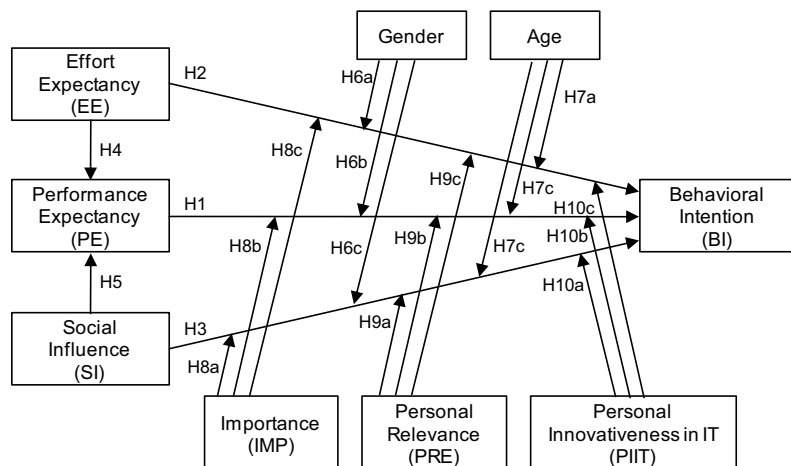 Gender
Age
Effort
Expectancy
(EE)
H2
H6a
H7a
H4
H8c
H6b
H9c
H7c
Performance
Expectancy
(PE)
H1
H10c
Behavioral
Intention
(BI)
H8b
H6c
H9b
H7c
H10b
H5
H10a
Social
Influence
(SI)
H3
H9a
H8a
Importance
(IMP)
Personal
Relevance
(PRE)
Personal
Innovativeness in IT
(PIIT)